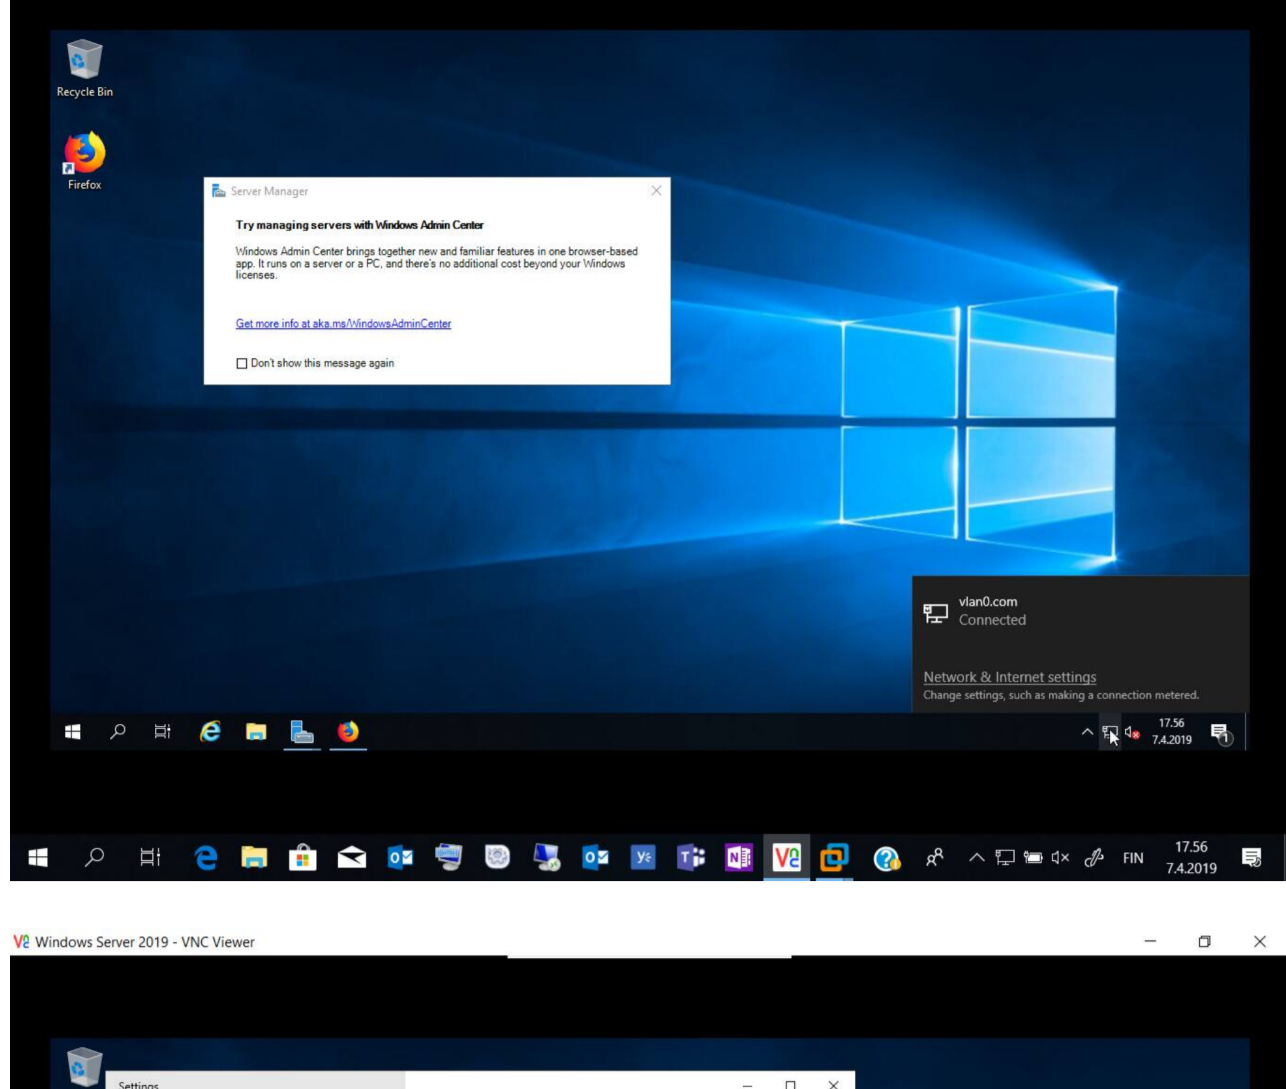 Recycle Bin
Firefox
Server Manager
Try managing servers with Windows Admin Center
Windows Admin Center brings together new and familiar features in one browser-based
app. It runs on a server or a PC, and there's no additional cost beyond your Windows
licenses.
Get more info at aka.ms/WindowsAdminCenter
Don't show this message again
vlan0.com
Connected
Network & Internet settings
Change settings, such as making a connection metered.
17.56
7.4.2019
1
FIN
17.56
7.4.2019
Windows Server 2019 - VNC Viewer
Settings